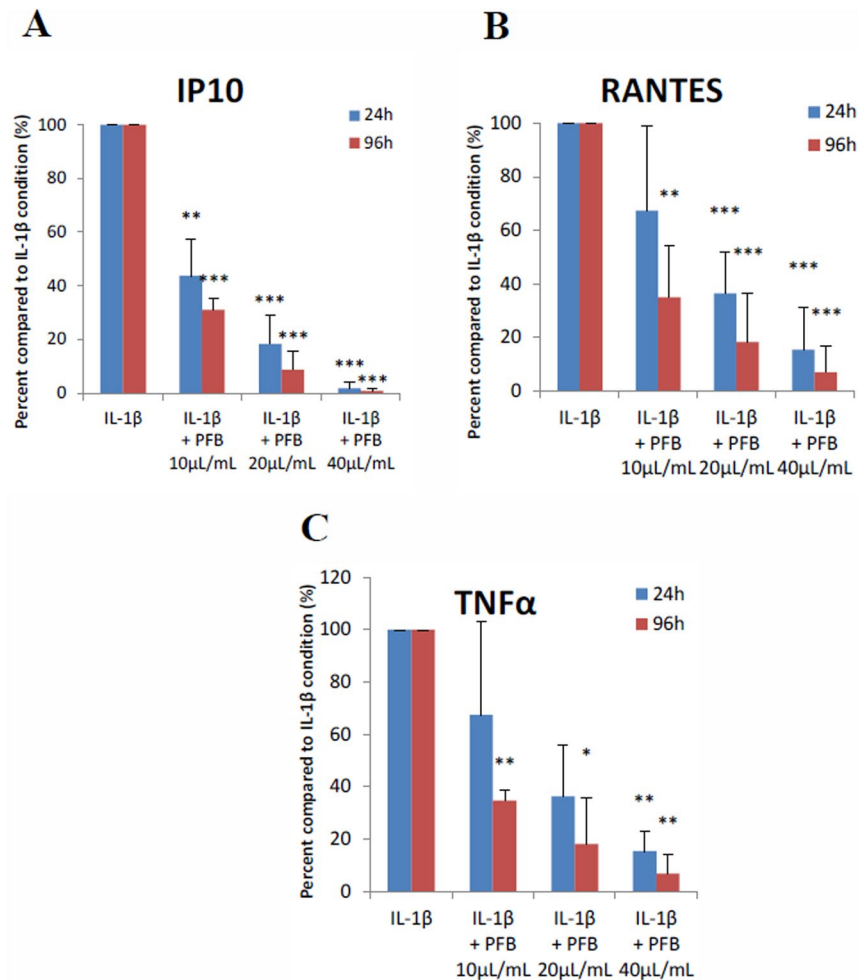 A
IP10
Percent compared to IL-1β condition (%)
24h
96h
100
80
60
40
20
0
**
***
***
***
***
***
IL-1β
IL-1β
+ PFB
10µL/mL
IL-1β
+ PFB
20µL/mL
IL-1β
+ PFB
40µL/mL
B
RANTES
Percent compared to IL-1β condition (%)
24h
96h
100
80
60
40
20
0
**
***
***
***
***
IL-1β
IL-1β
+ PFB
10µL/mL
IL-1β
+ PFB
20µL/mL
IL-1β
+ PFB
40µL/mL
C
TNFα
Percent compared to IL-1β condition (%)
24h
96h
120
100
80
60
40
20
0
**
*
**
**
IL-1β
IL-1β
+ PFB
10µL/mL
IL-1β
+ PFB
20µL/mL
IL-1β
+ PFB
40µL/mL